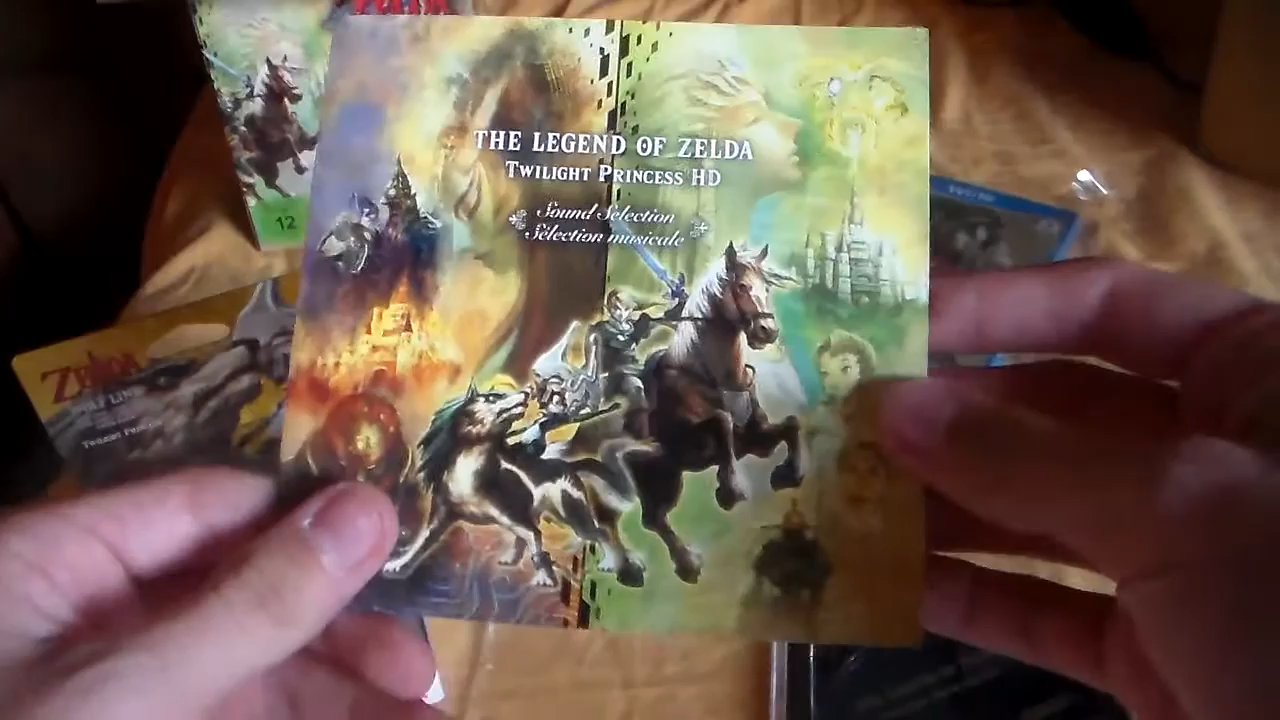 THE LEGEND OF ZELDA
TWILIGHT PRINCESS HD
Sound Selection
Sélection musicale
12
ZELDA